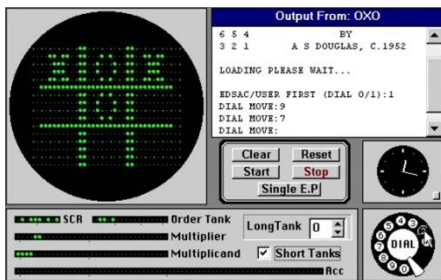 Output From: OXO
6 5 4 BY
3 2 1 A S DOUGLAS, C.1952
LOADING PLEASE WAIT...
EDSAC/USER FIRST (DIAL 0/1):1
DIAL MOVE:9
DIAL MOVE:7
DIAL MOVE:
Clear Reset
Start Stop
Single E.P
SCR Order Tank
Multiplier
Multiplicand
Acc
LongTank 0
Short Tanks
DIAL